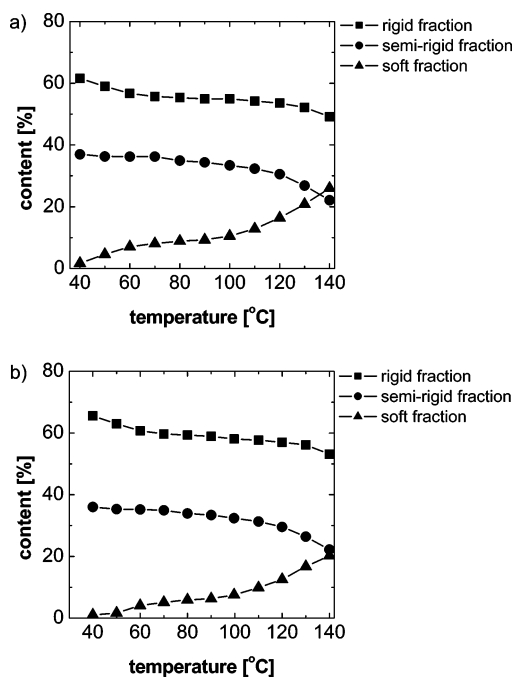 a)
rigid fraction
semi-rigid fraction
soft fraction
80
60
40
20
0
content [%]
40 60 80 100 120 140
temperature [°C]
b)
rigid fraction
semi-rigid fraction
soft fraction
80
60
40
20
0
content [%]
40 60 80 100 120 140
temperature [°C]